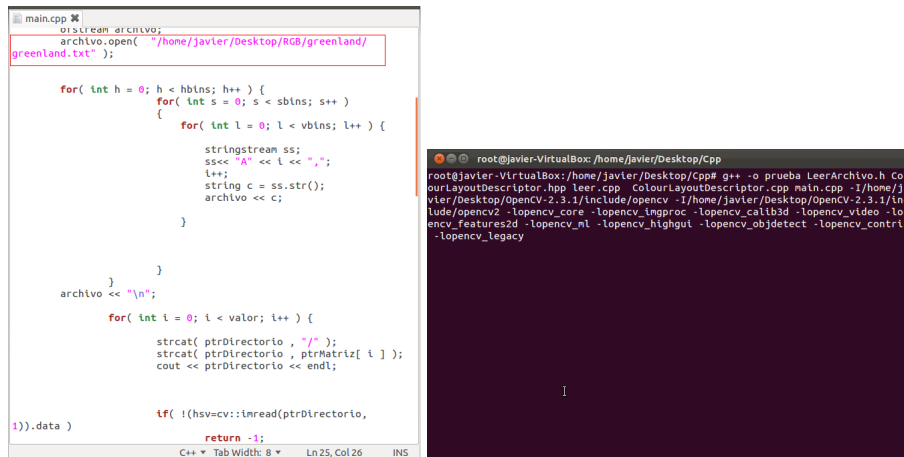 main.cpp
ofstream archivo;
archivo.open(  "/home/javier/Desktop/RGB/greenland/
greenland.txt" );
for( int h = 0; h < hbins; h++ ) {
for( int s = 0; s < sbins; s++ )
{
for( int l = 0; l < vbins; l++ ) {
stringstream ss;
ss<< "A" << i << ",";
i++;
string c = ss.str();
archivo << c;
}
}
}
archivo << "\n";
for( int i = 0; i < valor; i++ ) {
strcat( ptrDirectorio , "/" );
strcat( ptrDirectorio , ptrMatriz[ i ] );
cout << ptrDirectorio << endl;
if( !(hsv=cv::imread(ptrDirectorio,
1)).data )
return -1;
C++ Tab Width: 8 Ln 25, Col 26 INS
root@javier-VirtualBox: /home/javier/Desktop/Cpp
root@javier-VirtualBox:/home/javier/Desktop/Cpp# g++ -o prueba LeerArchivo.h Co
ourLayoutDescriptor.hpp leer.cpp  ColourLayoutDescriptor.cpp main.cpp -I/home/j
vier/Desktop/OpenCV-2.3.1/include/opencv -I/home/javier/Desktop/OpenCV-2.3.1/in
lude/opencv2 -lopencv_core -lopencv_imgproc -lopencv_calib3d -lopencv_video -lo
encv_features2d -lopencv_ml -lopencv_highgui -lopencv_objdetect -lopencv_contri
-lopencv_legacy